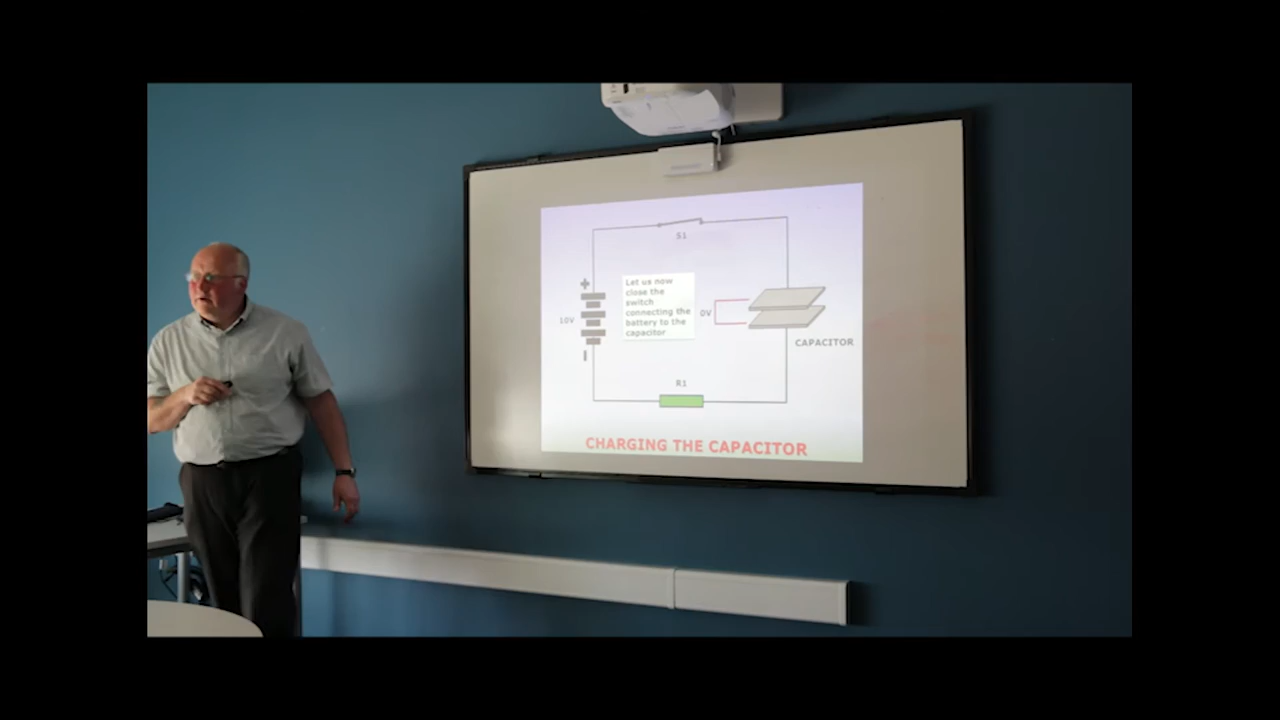 S1
+
Let us now
close the
switch
connecting the
battery to the
capacitor
10V
0V
CAPACITOR
R1
CHARGING THE CAPACITOR